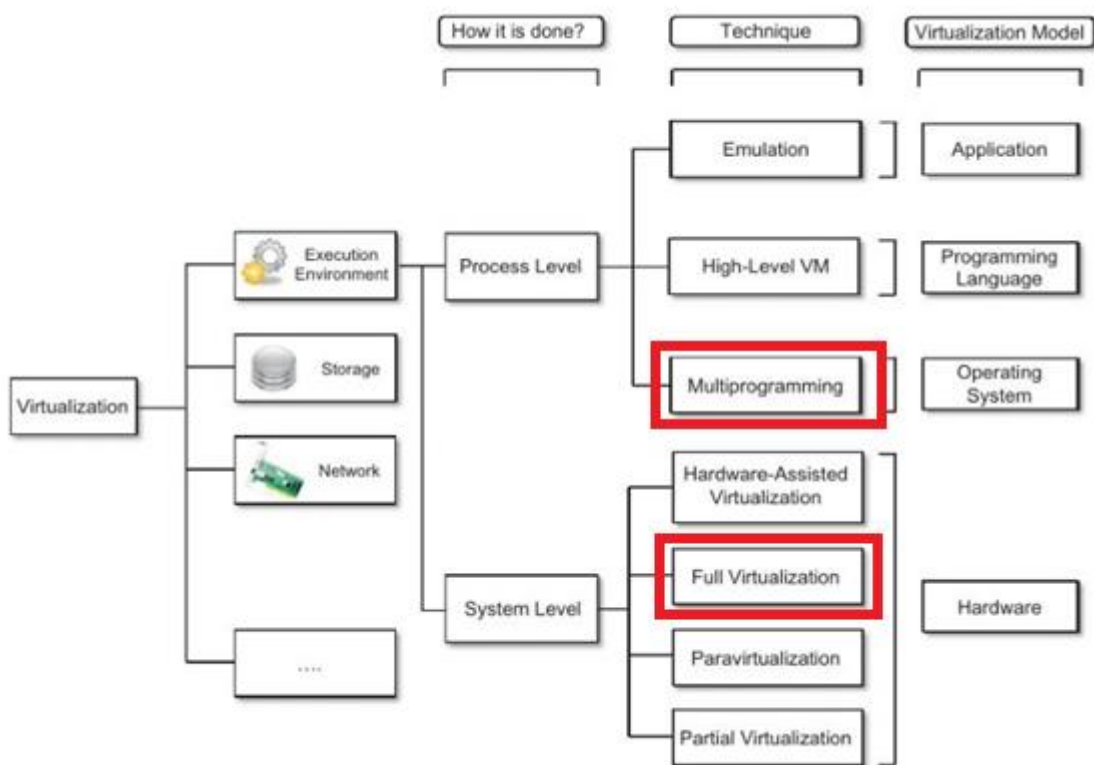 How it is done?
Technique
Virtualization Model
Emulation
Application
Execution
Environment
Process Level
High-Level VM
Programming
Language
Storage
Multiprogramming
Operating
System
Virtualization
Network
Hardware-Assisted
Virtualization
Full Virtualization
System Level
Hardware
....
Paravirtualization
Partial Virtualization